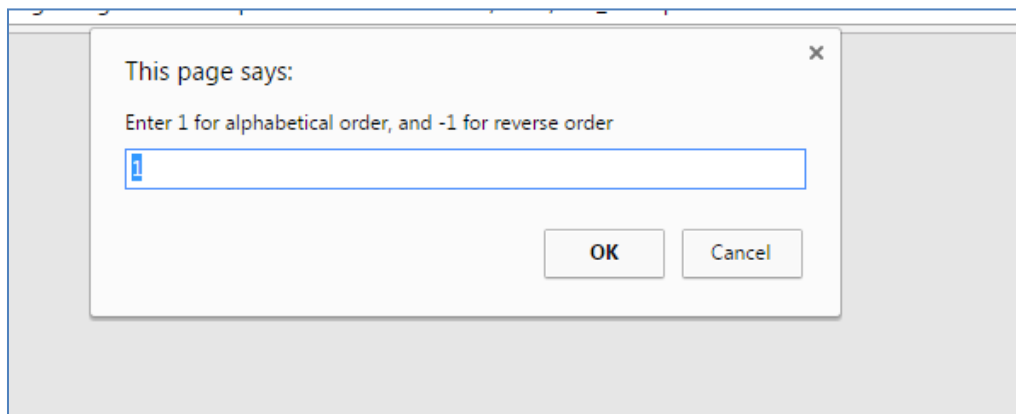 This page says:
Enter 1 for alphabetical order, and -1 for reverse order
1
OK Cancel